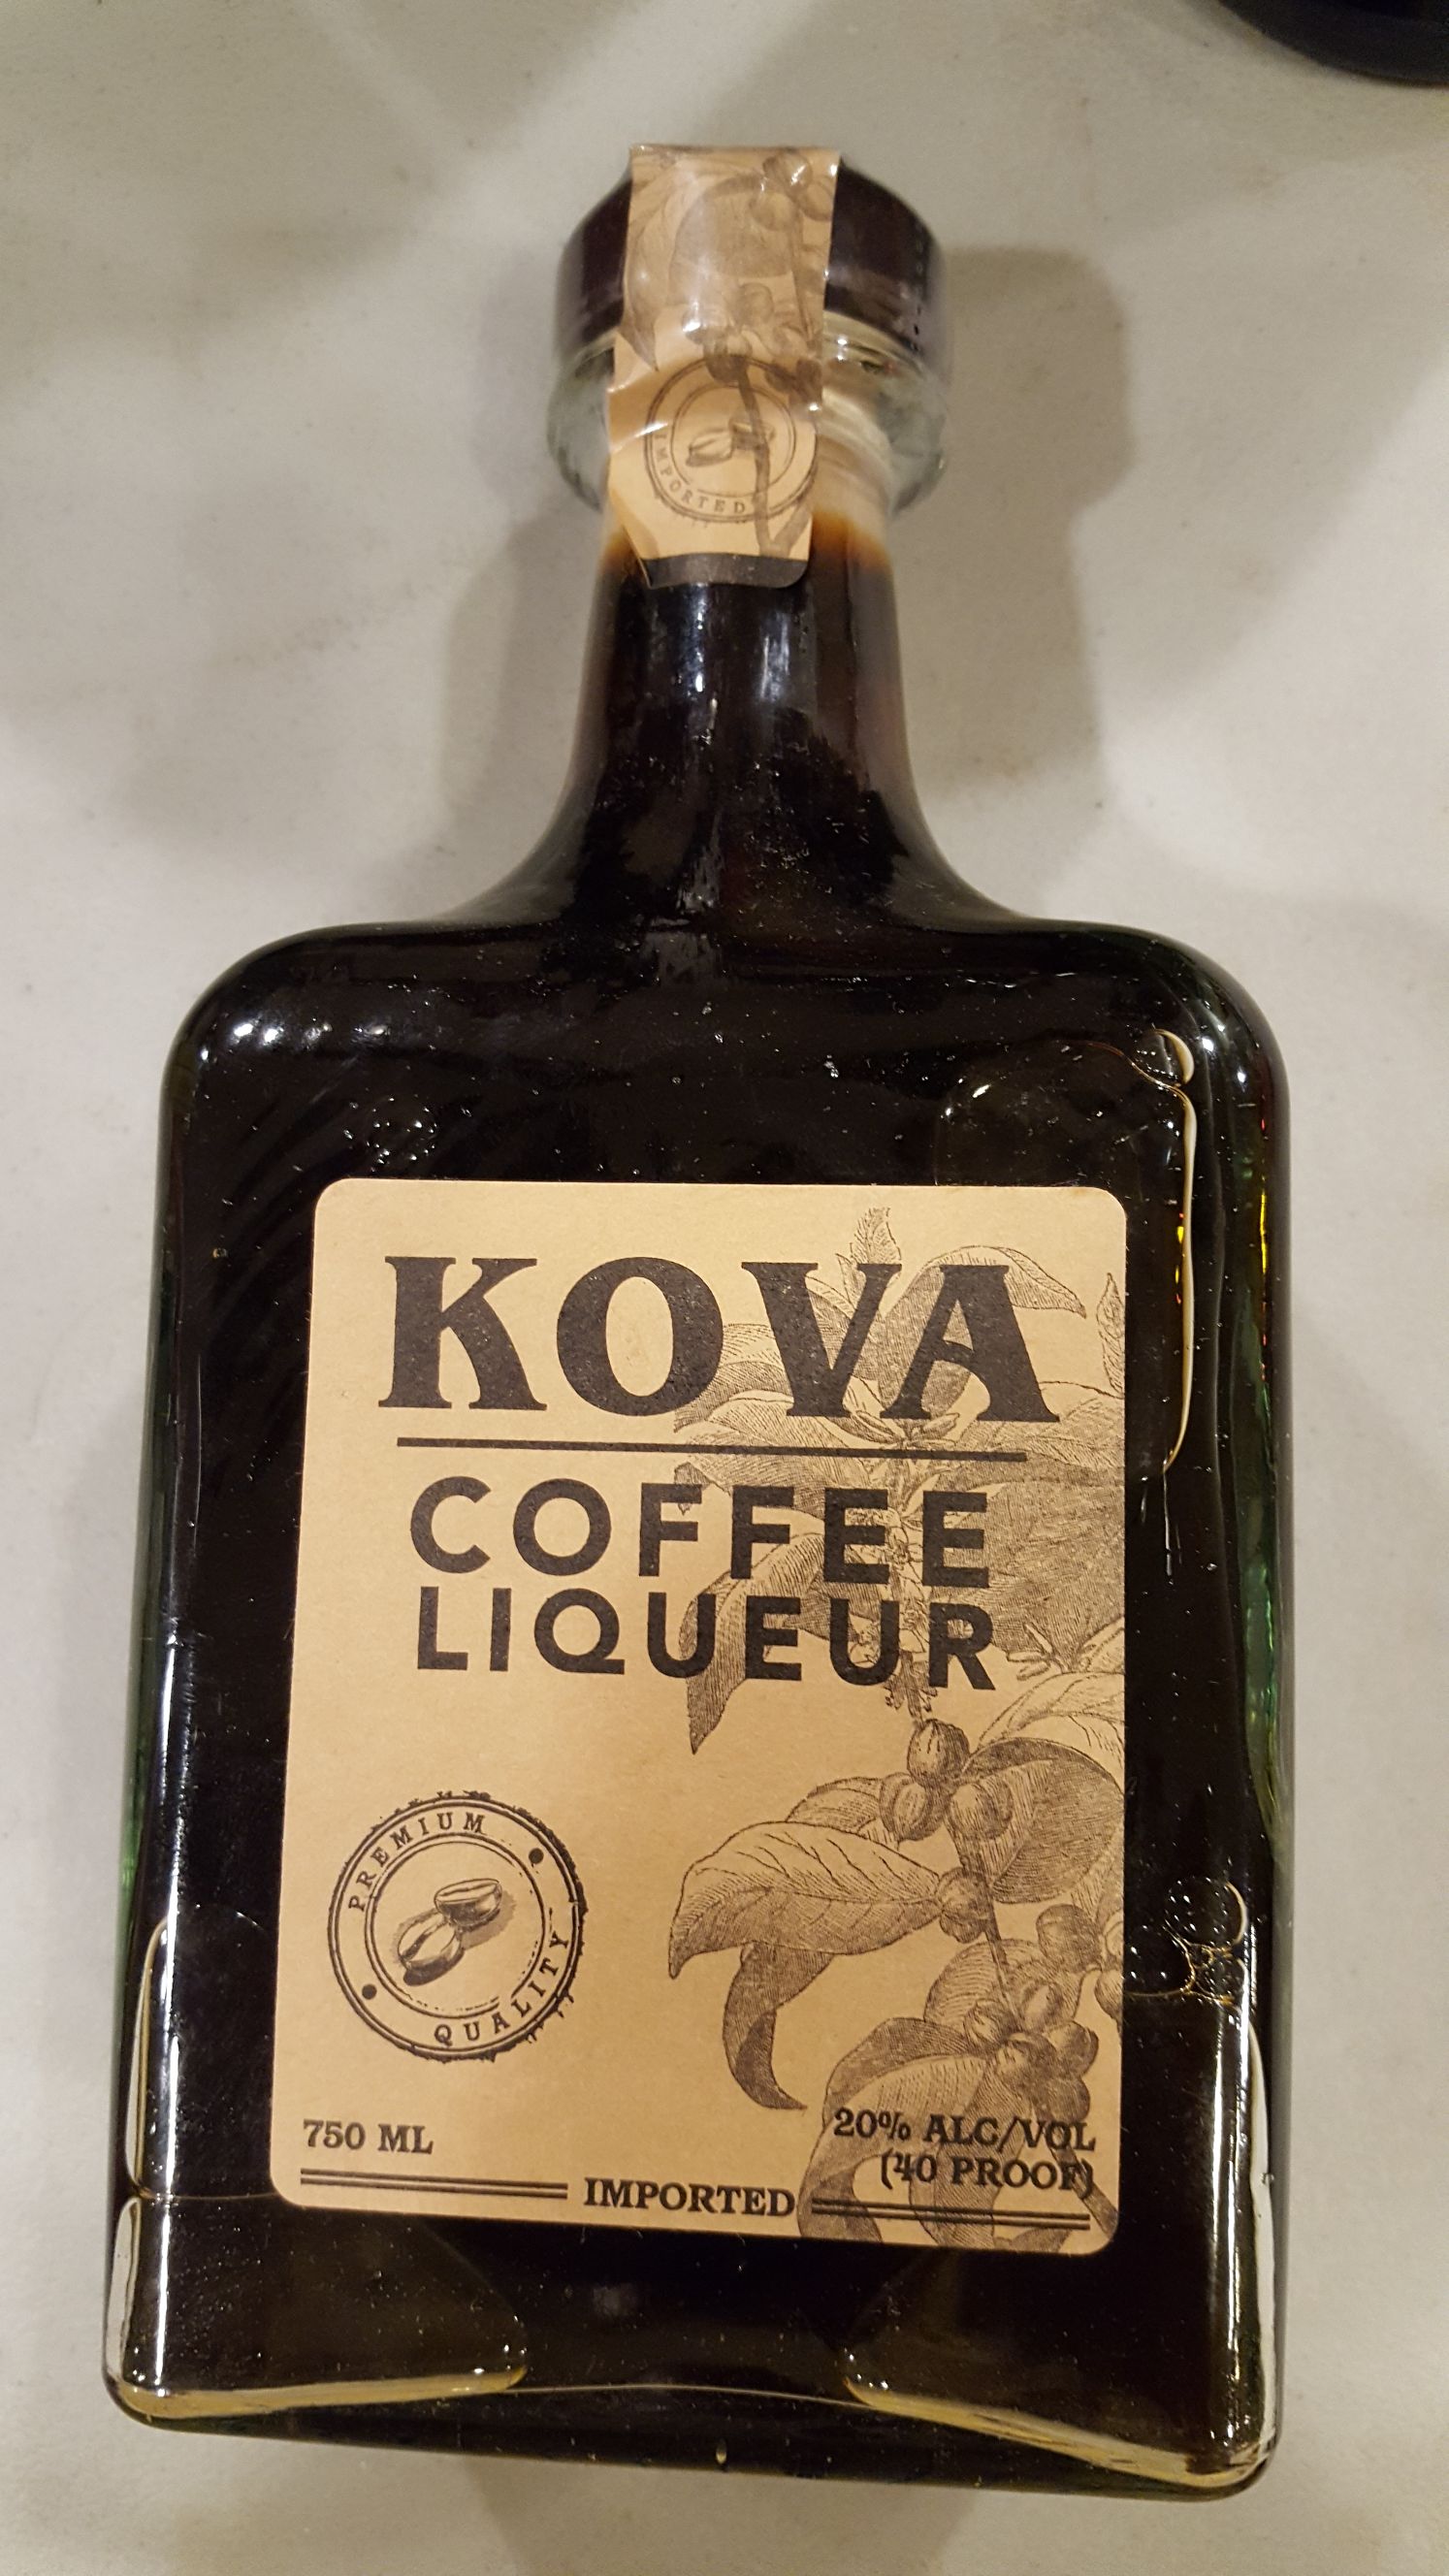 IMPORTED
KOVA
COFFEE
LIQUEUR
PREMIUM
QUALITY
750 ML
20% ALC/VOL
(40 PROOF)
IMPORTED